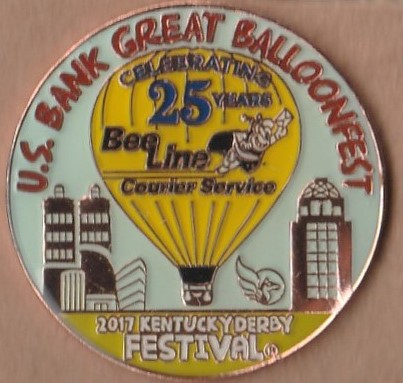 U.S. BANK GREAT BALLOONFEST
CELEBRATING
25 YEARS
Bee
Line
Courier Service
2017 KENTUCKY DERBY
FESTIVAL®